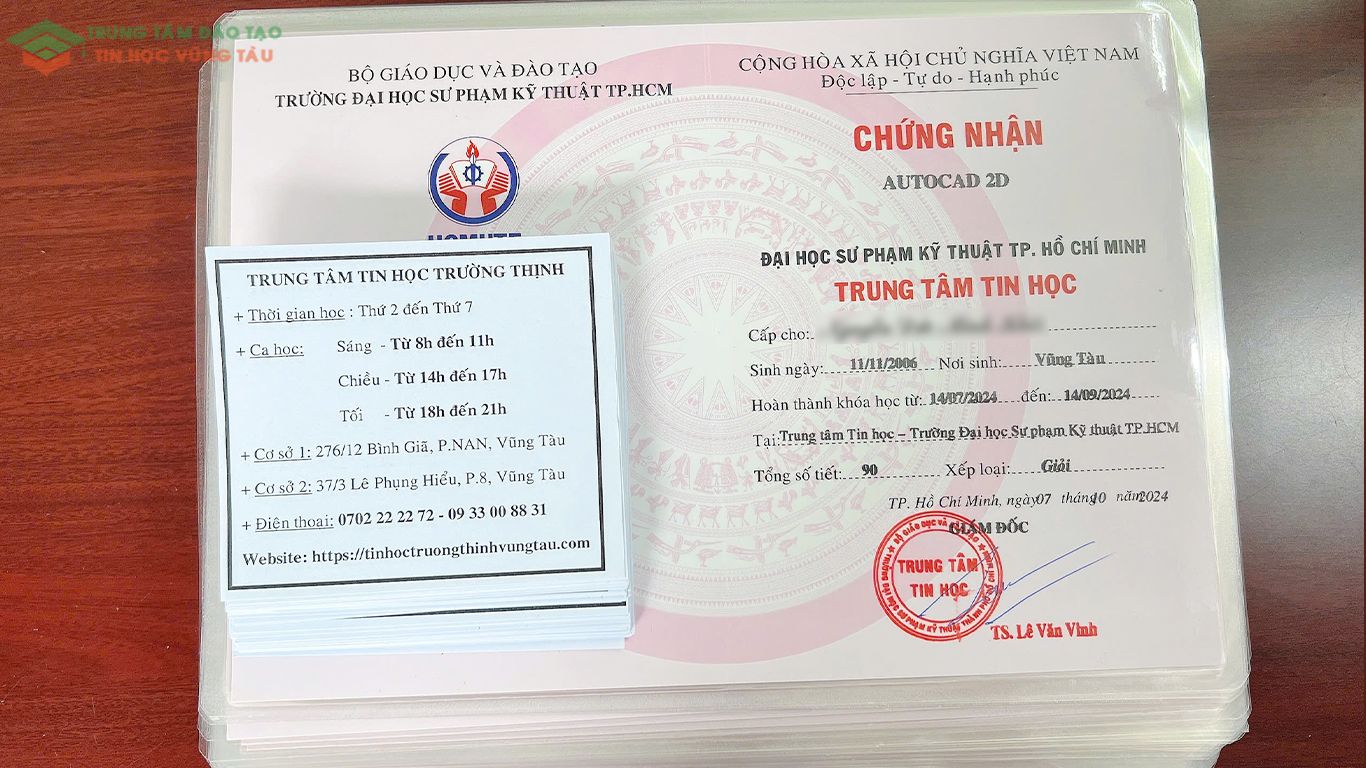 TRUNG TÂM ĐÀO TẠO
TIN HỌC VŨNG TÀU
BỘ GIÁO DỤC VÀ ĐÀO TẠO
TRƯỜNG ĐẠI HỌC SƯ PHẠM KỸ THUẬT TP.HCM
HCMUTE
CỘNG HÒA XÃ HỘI CHỦ NGHĨA VIỆT NAM
Độc lập - Tự do - Hạnh phúc
CHỨNG NHẬN
AUTOCAD 2D
ĐẠI HỌC SƯ PHẠM KỸ THUẬT TP. HỒ CHÍ MINH
TRUNG TÂM TIN HỌC
Cấp cho:
Sinh ngày: 11/11/2006 Nơi sinh: Vũng Tàu
Hoàn thành khóa học từ: 14/07/2024 đến: 14/09/2024
Tại: Trung tâm Tin học – Trường Đại học Sư phạm Kỹ thuật TP.HCM
Tổng số tiết: 90 Xếp loại: Giỏi
TP. Hồ Chí Minh, ngày 07 tháng 10 năm 2024
GIÁM ĐỐC
TRUNG TÂM
TIN HỌC
TS. Lê Văn Vinh
TRUNG TÂM TIN HỌC TRƯỜNG THỊNH
+ Thời gian học : Thứ 2 đến Thứ 7
+ Ca học: Sáng - Từ 8h đến 11h
Chiều - Từ 14h đến 17h
Tối - Từ 18h đến 21h
+ Cơ sở 1: 276/12 Bình Giã, P.NAN, Vũng Tàu
+ Cơ sở 2: 37/3 Lê Phụng Hiểu, P.8, Vũng Tàu
+ Điện thoại: 0702 22 22 72 - 09 33 00 88 31
Website: https://tinhoctruongthinhvungtau.com